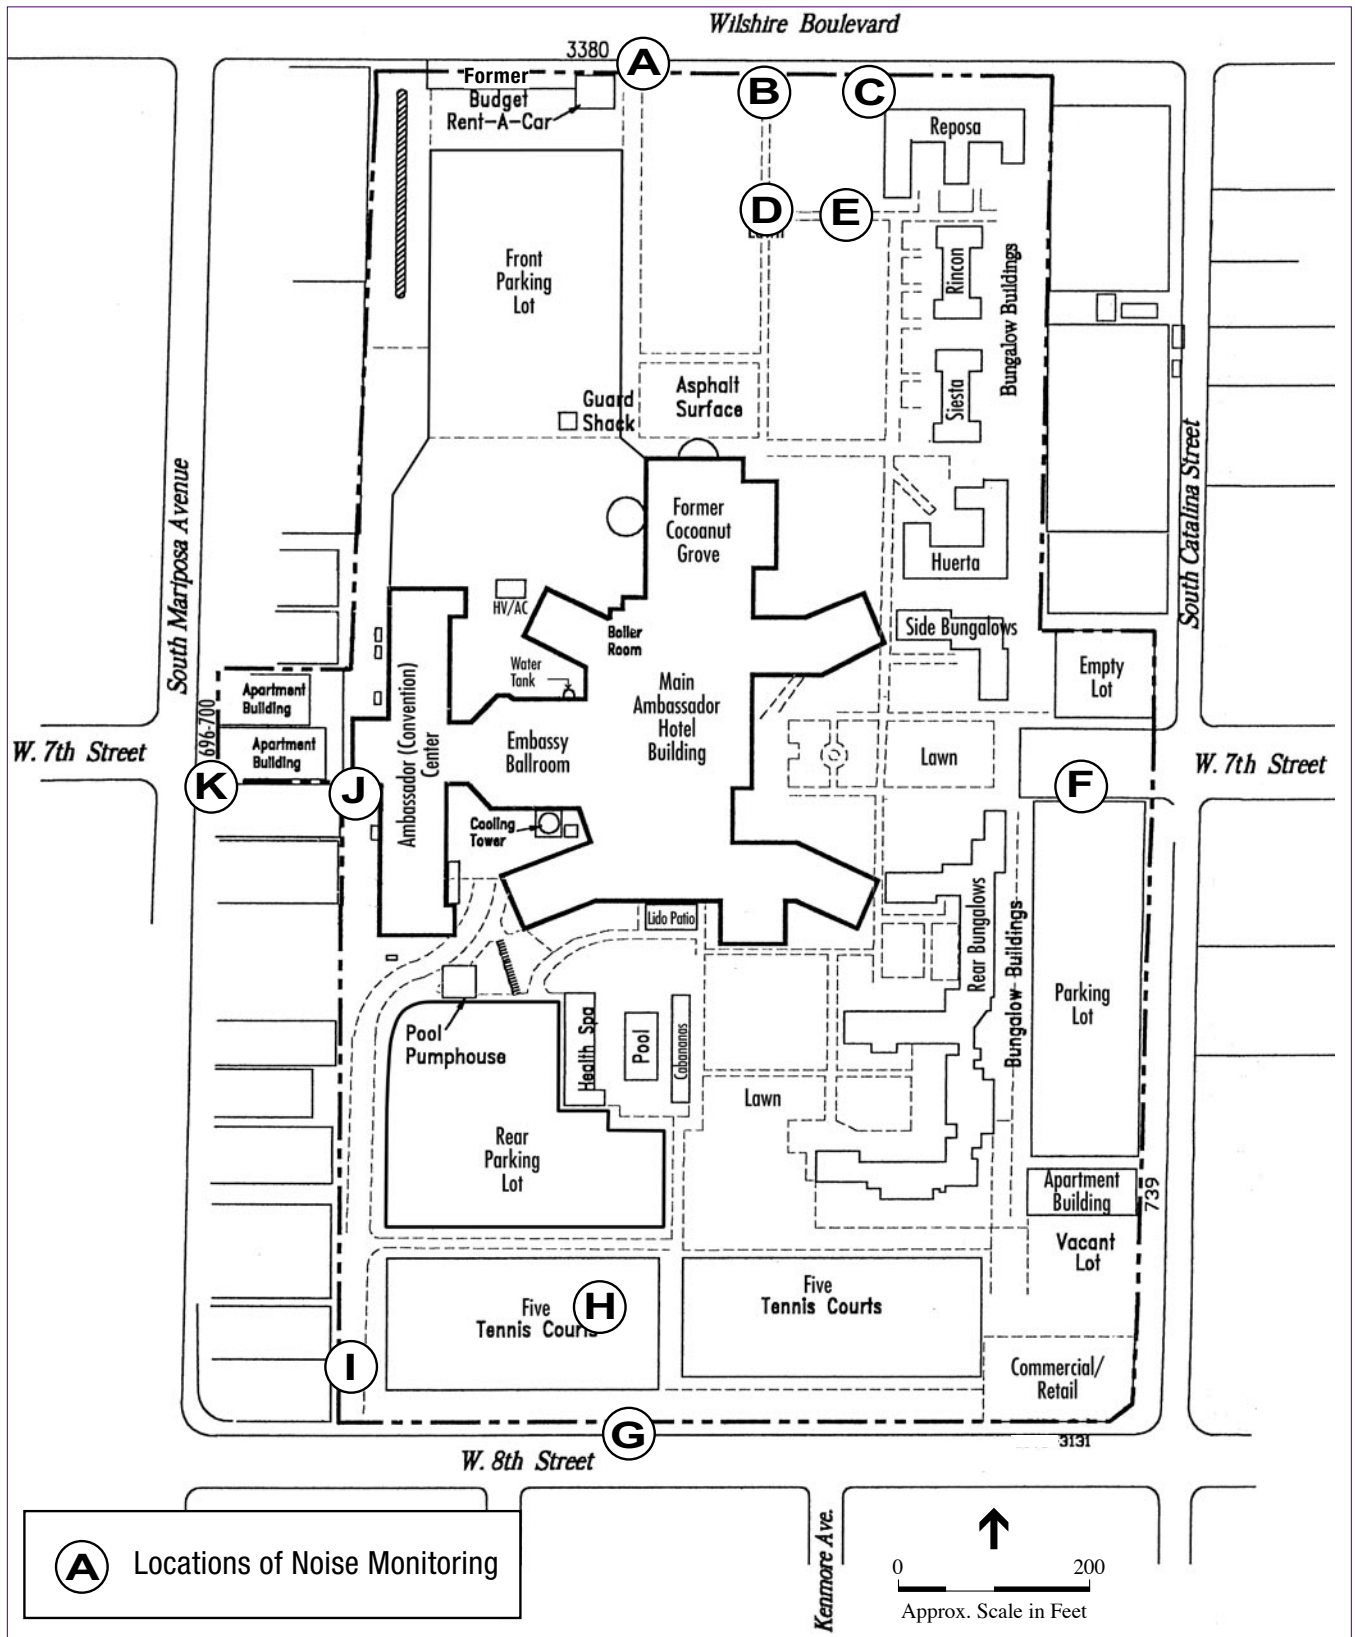 Wilshire Boulevard
3380
A
B
C
Former
Budget
Rent-A-Car
Reposa
D
E
Front
Parking
Lot
Rincon
Bungalow Buildings
Siesta
Asphalt
Surface
Guard
Shack
South Mariposa Avenue
South Catalina Street
Former
Cocoanut
Grove
Huerta
HV/AC
Boiler
Room
Side Bungalows
Water
Tank
Main
Ambassador
Hotel
Building
Empty
Lot
Apartment
Building
696-700
Apartment
Building
W. 7th Street
Ambassador (Convention)
Center
Embassy
Ballroom
Lawn
W. 7th Street
K
J
F
Cooling
Tower
Lido Patio
Rear Bungalows
Bungalow Buildings
Parking
Lot
Pool
Pumphouse
Health Spa
Pool
Cabananas
Lawn
Rear
Parking
Lot
Apartment
Building
739
Vacant
Lot
Five
Tennis Courts
H
Five
Tennis Courts
I
Commercial/
Retail
G
3131
W. 8th Street
Kenmore Ave.
A Locations of Noise Monitoring
0 200
Approx. Scale in Feet